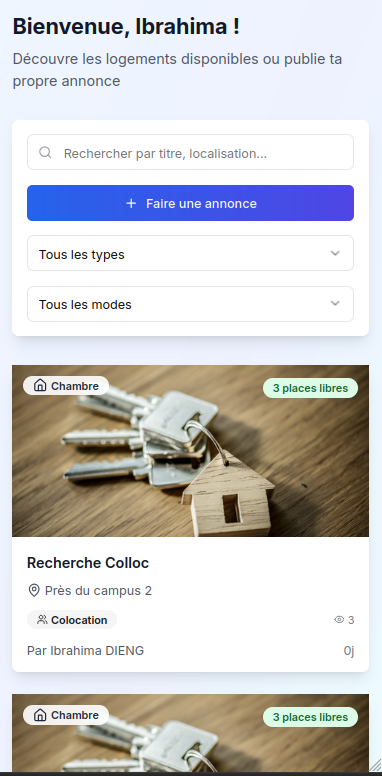 Bienvenue, Ibrahima !
Découvre les logements disponibles ou publie ta
propre annonce
Rechercher par titre, localisation...
Faire une annonce
Tous les types
Tous les modes
Chambre
3 places libres
Recherche Colloc
Près du campus 2
Colocation
3
Par Ibrahima DIENG
0j
Chambre
3 places libres